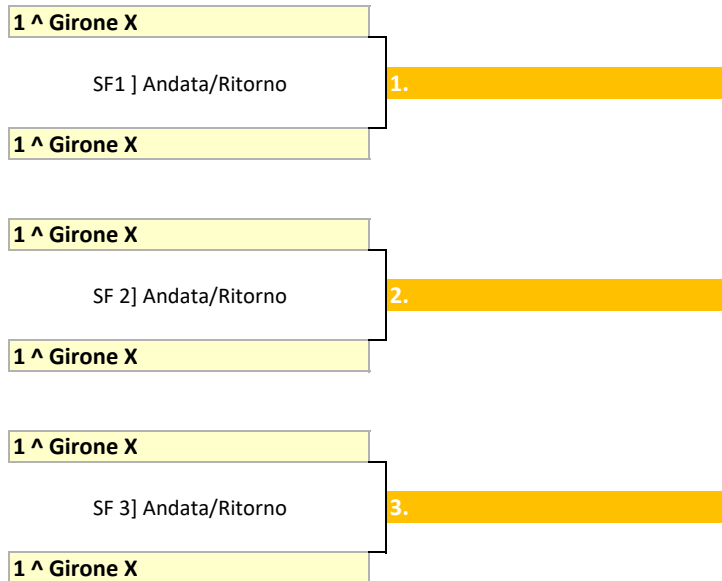 1 ^ Girone X
SF1 ] Andata/Ritorno
1.
1 ^ Girone X
1 ^ Girone X
SF 2] Andata/Ritorno
2.
1 ^ Girone X
1 ^ Girone X
SF 3] Andata/Ritorno
3.
1 ^ Girone X